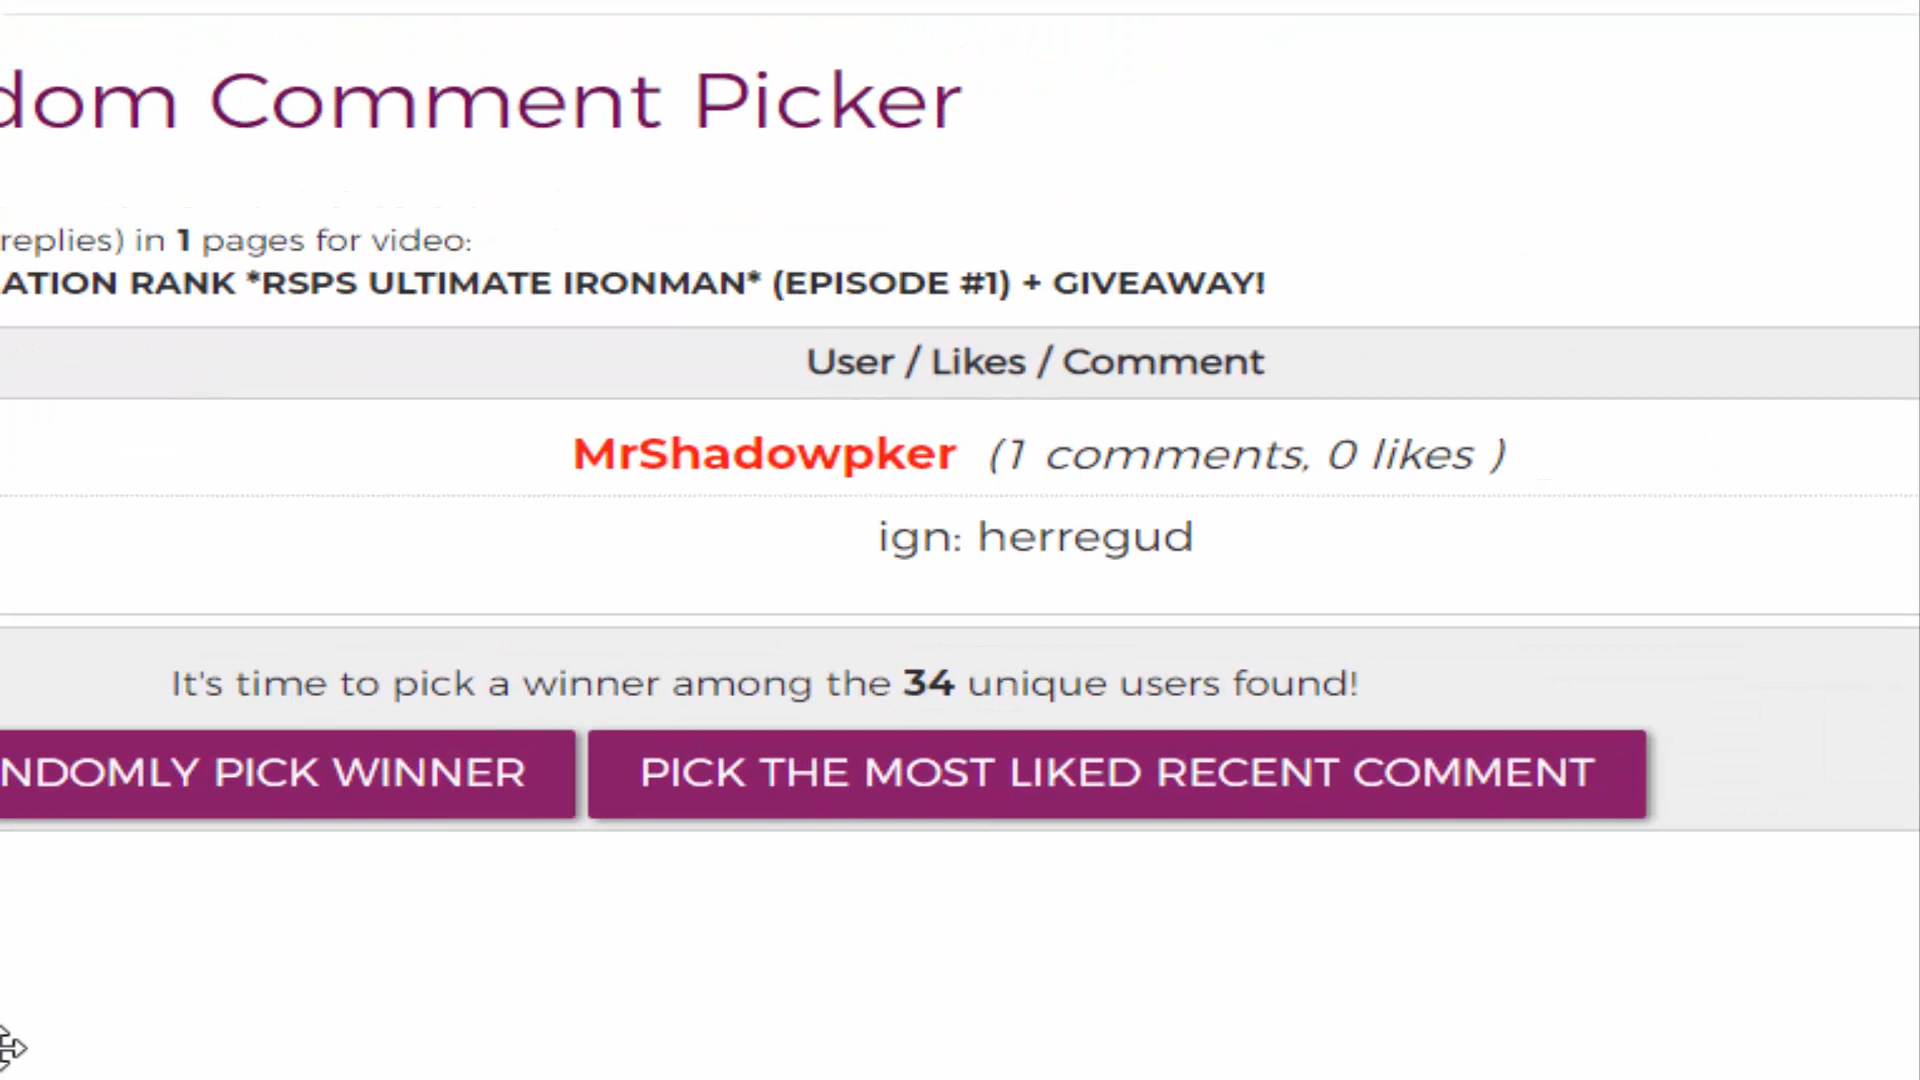 dom Comment Picker
replies) in 1 pages for video:
ATION RANK *RSPS ULTIMATE IRONMAN* (EPISODE #1) + GIVEAWAY!
User / Likes / Comment
MrShadowpker (1 comments, 0 likes )
ign: herregud
It's time to pick a winner among the 34 unique users found!
NDOMLY PICK WINNER
PICK THE MOST LIKED RECENT COMMENT